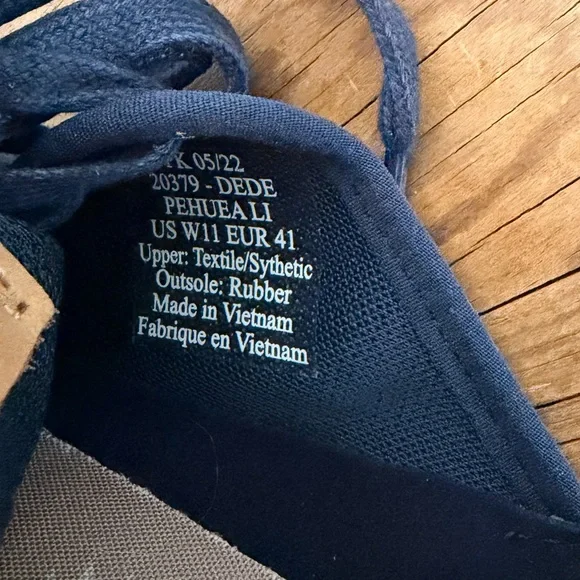 05/22
20379 - DEDE
PEHUEA LI
US W11 EUR 41
Upper: Textile/Sythetic
Outsole: Rubber
Made in Vietnam
Fabrique en Vietnam